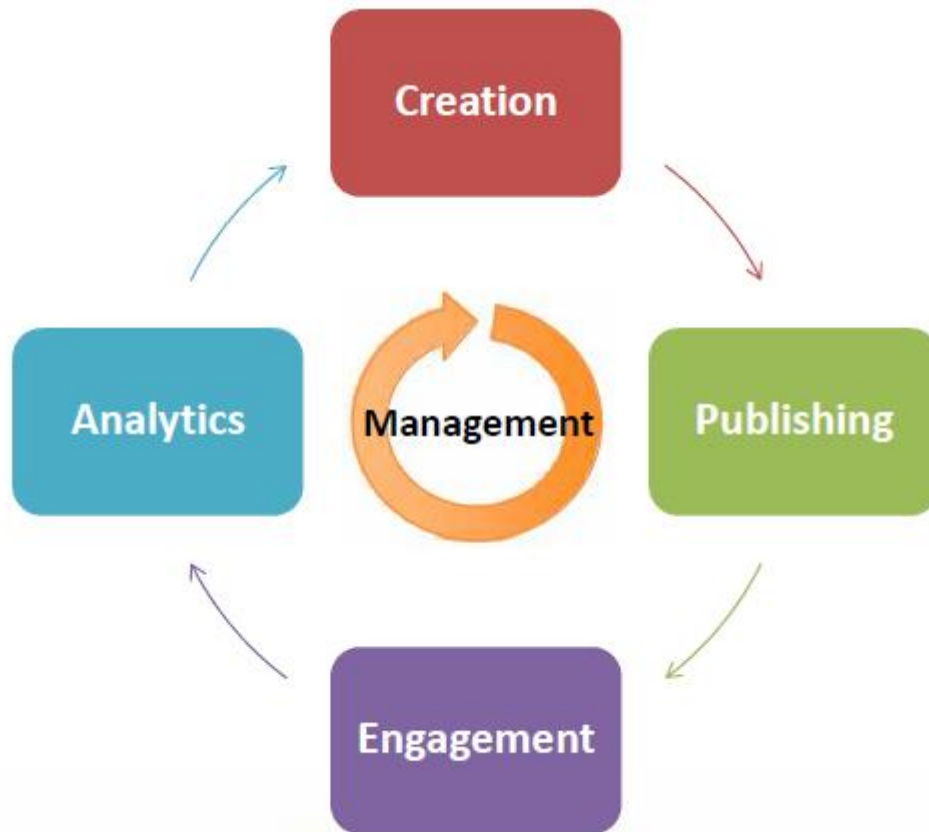 Creation
Analytics
Management
Publishing
Engagement